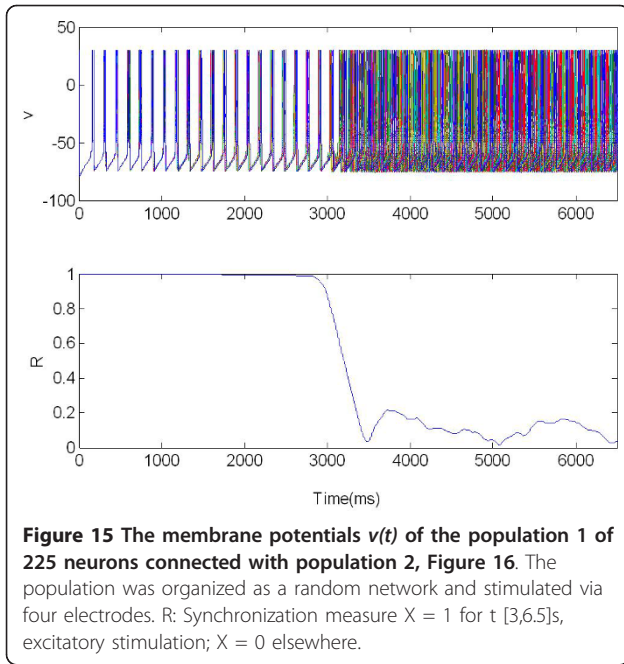 50
0
-50
-100
v
0 1000 2000 3000 4000 5000 6000
1
0.8
0.6
0.4
0.2
0
R
0 1000 2000 3000 4000 5000 6000
Time(ms)
Figure 15 The membrane potentials v(t) of the population 1 of
225 neurons connected with population 2, Figure 16. The
population was organized as a random network and stimulated via
four electrodes. R: Synchronization measure X = 1 for t [3,6.5]s,
excitatory stimulation; X = 0 elsewhere.